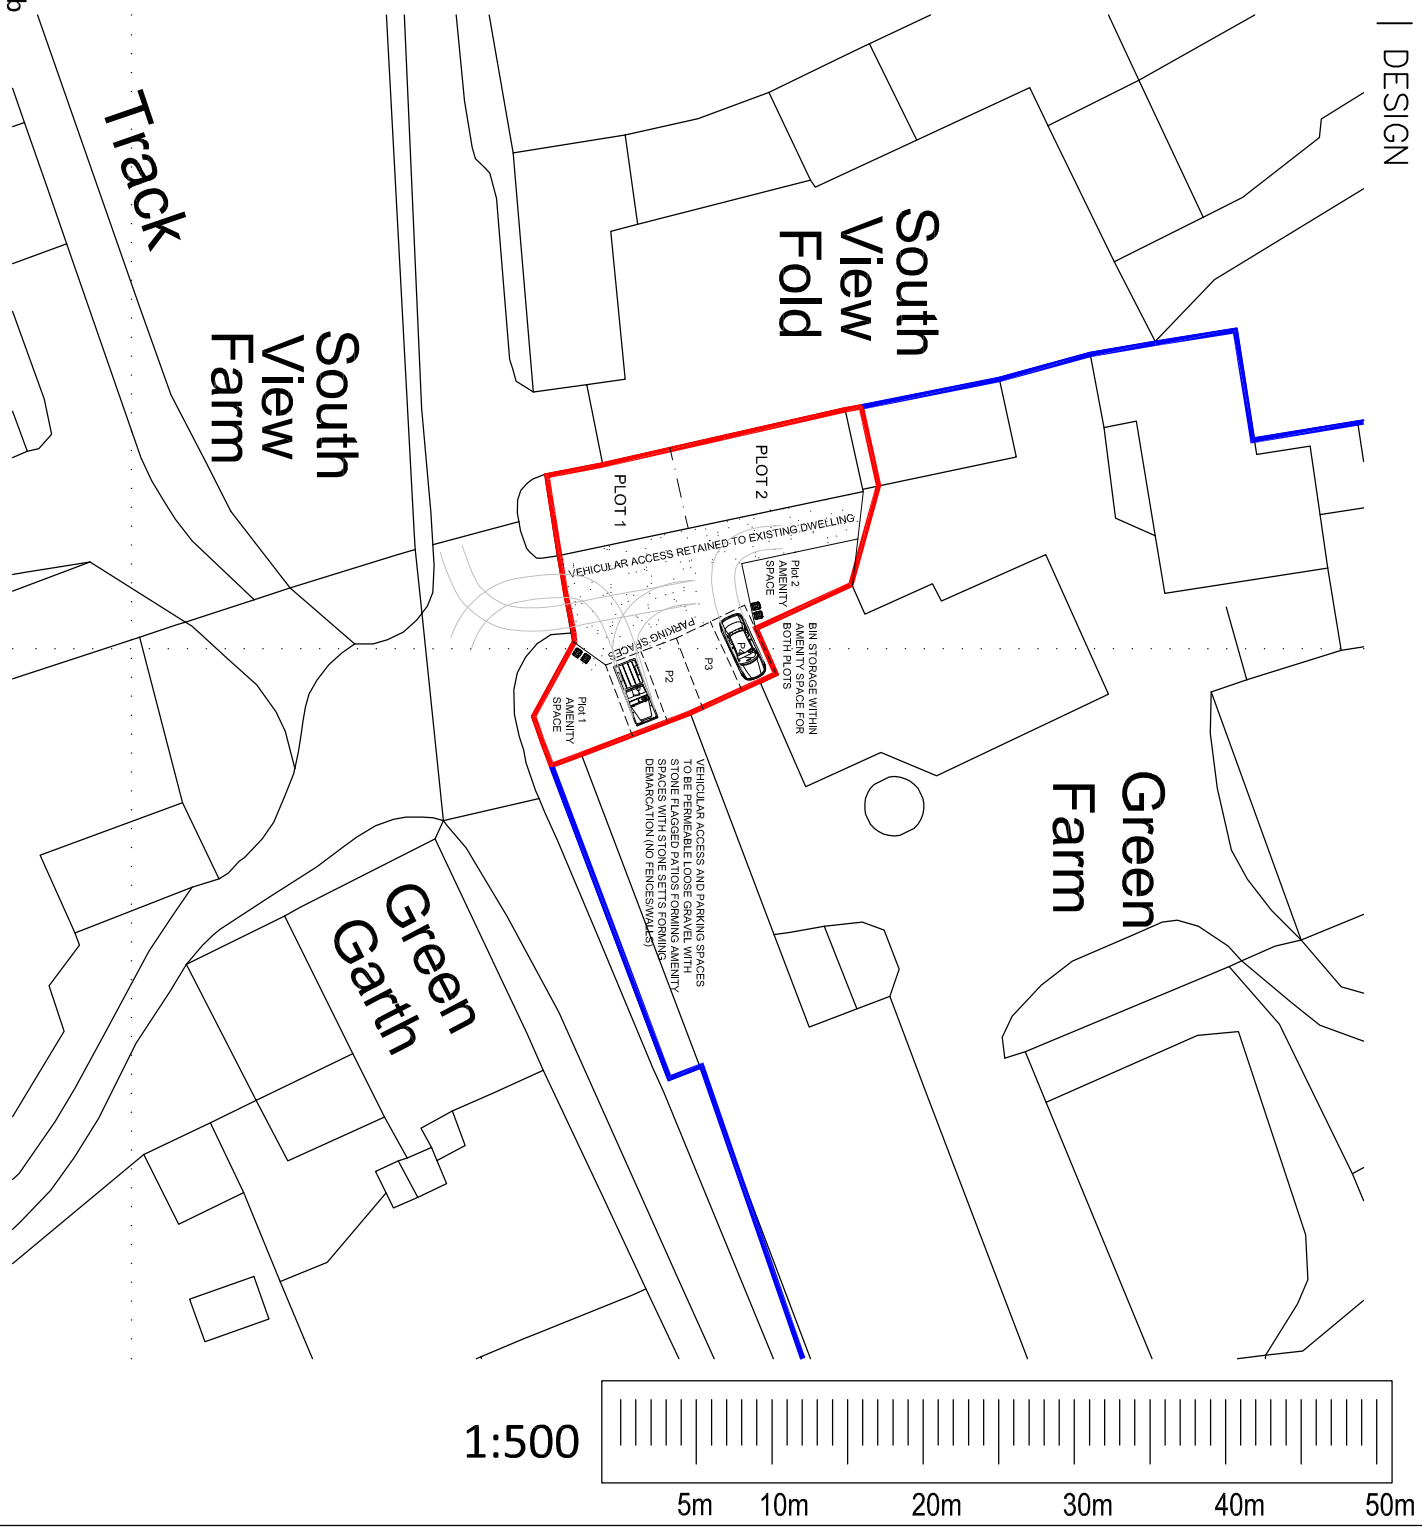 | DESIGN
Track
South
View
Farm
South
View
Fold
PLOT 1
PLOT 2
VEHICULAR ACCESS RETAINED TO EXISTING DWELLING
Plot 2
AMENITY
SPACE
BIN STORAGE WITHIN
AMENITY SPACE FOR
BOTH PLOTS
PARKING SPACES
P2
P3
Plot 1
AMENITY
SPACE
VEHICULAR ACCESS AND PARKING SPACES
TO BE PERMEABLE LOOSE GRAVEL WITH
STONE FLAGGED PATIOS FORMING AMENITY
SPACES WITH STONE SETTS FORMING
DEMARCATION (NO FENCES/WALLS)
Green
Farm
Green
Garth
1:500
5m 10m 20m 30m 40m 50m